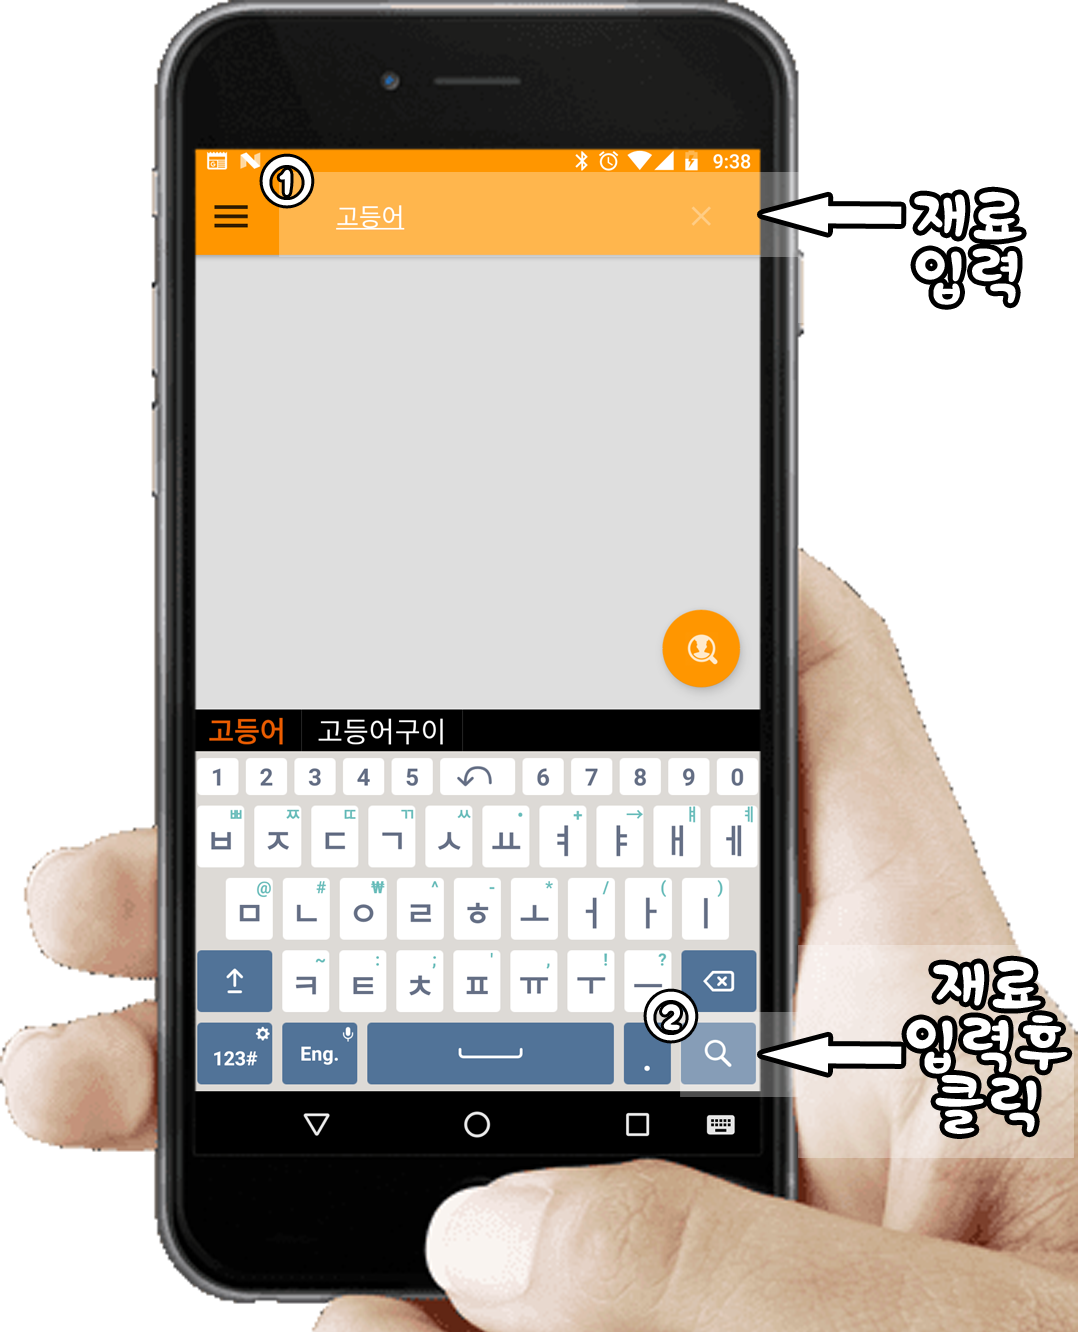 9:38
①
고등어
재료
입력
고등어 고등어구이
1 2 3 4 5 6 7 8 9 0
ㅃ ㅉ ㄸ ㄲ ㅆ · + → ㅒ ㅖ
ㅂ ㅈ ㄷ ㄱ ㅅ ㅛ ㅕ ㅑ ㅐ ㅔ
@ # ₩ ^ - * / ( )
ㅁ ㄴ ㅇ ㄹ ㅎ ㅗ ㅓ ㅏ ㅣ
~ : ; ' , ! ?
ㅋ ㅌ ㅊ ㅍ ㅠ ㅜ ㅡ
②
123# Eng. .
재료
입력후
클릭